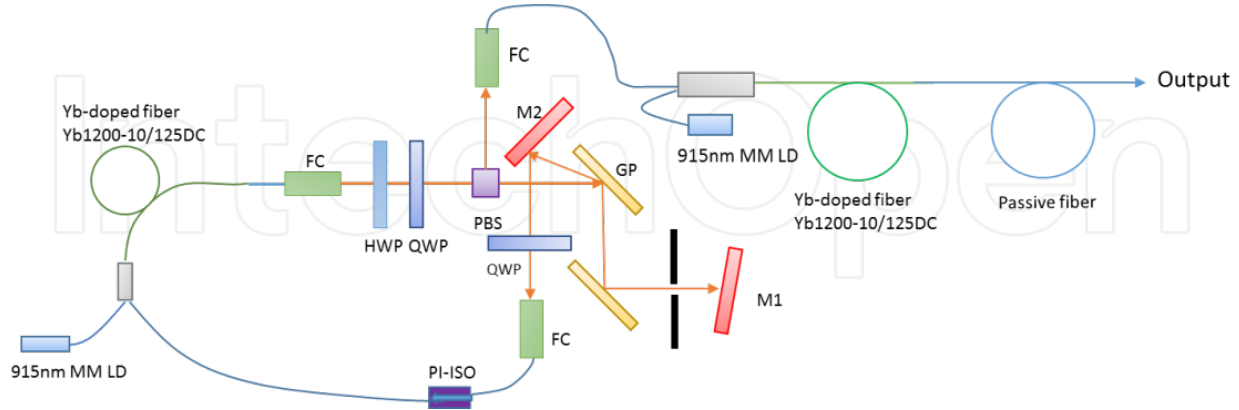 FC
Output
M2
Yb-doped fiber
Yb1200-10/125DC
915nm MM LD
FC
GP
Yb-doped fiber
Yb1200-10/125DC
Passive fiber
PBS
HWP QWP
QWP
M1
FC
915nm MM LD
PI-ISO
IntechOpen